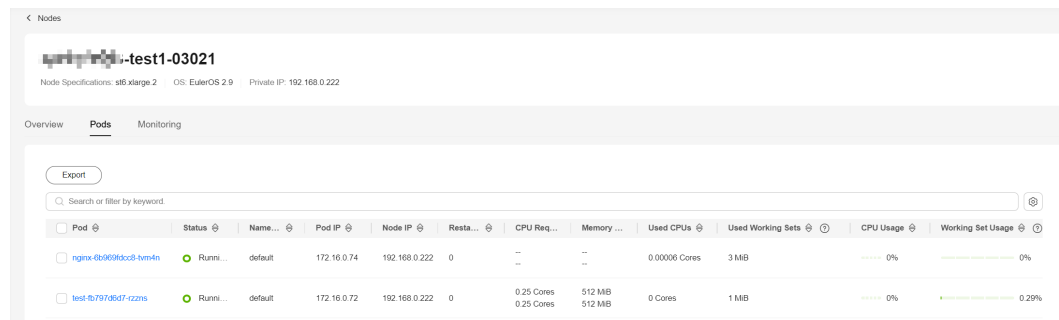 Nodes
-test1-03021
Node Specifications: st6.xlarge.2 OS: EulerOS 2.9 Private IP: 192.168.0.222
Overview Pods Monitoring
Export
Search or filter by keyword.
Pod Status Name... Pod IP Node IP Resta... CPU Req... Memory ... Used CPUs Used Working Sets CPU Usage Working Set Usage
nginx-6b969fdcc8-tvm4n Runni... default 172.16.0.74 192.168.0.222 0 -- -- 0.00006 Cores 3 MiB 0% 0%
-- --
test-fb797d6d7-rzzns Runni... default 172.16.0.72 192.168.0.222 0 0.25 Cores 512 MiB 0 Cores 1 MiB 0% 0.29%
0.25 Cores 512 MiB